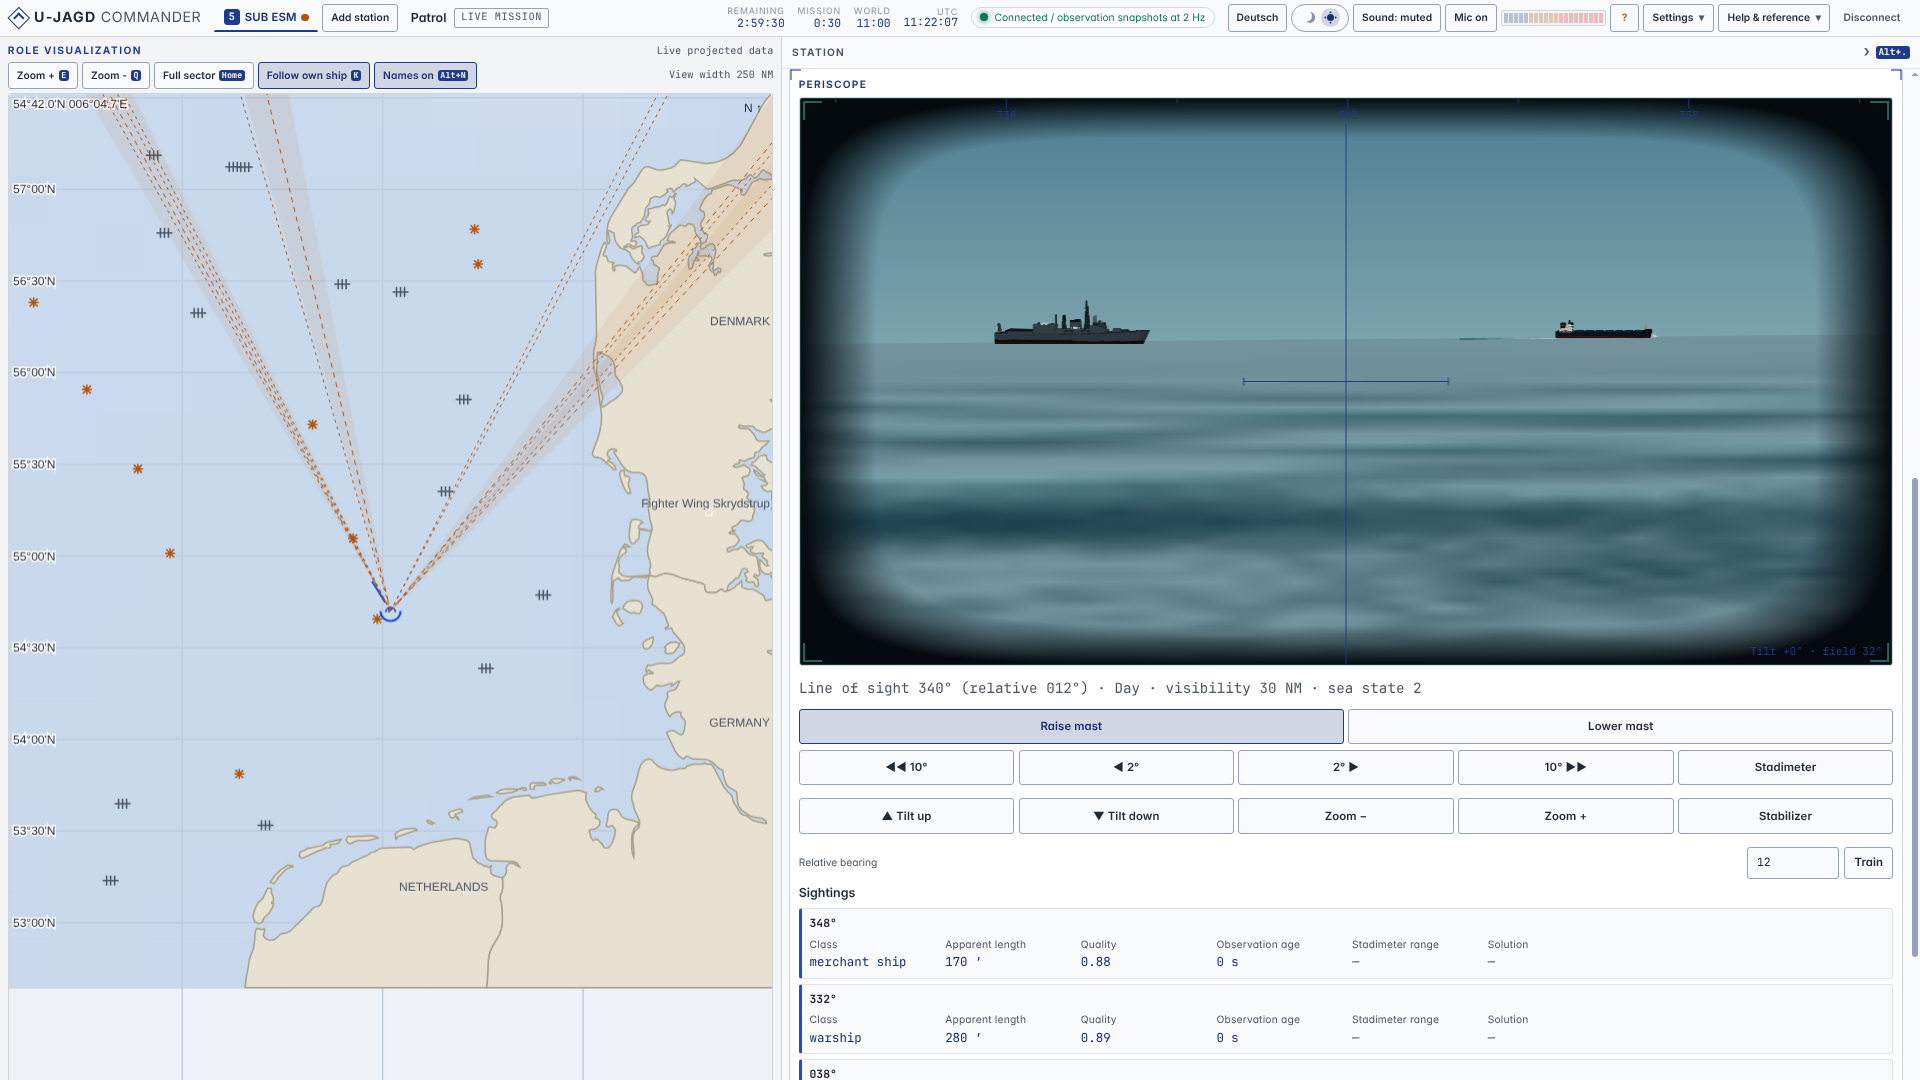 U-JAGD COMMANDER
5 SUB ESM
Add station
Patrol
LIVE MISSION
REMAINING 2:59:30
MISSION 0:30
WORLD 11:00
UTC 11:22:07
Connected / observation snapshots at 2 Hz
Deutsch
Sound: muted
Mic on
?
Settings ▾
Help & reference ▾
Disconnect
ROLE VISUALIZATION
Live projected data
Zoom + E
Zoom - Q
Full sector Home
Follow own ship K
Names on Alt+N
View width 250 NM
54°42.0'N 006°04.7'E
N ↑
57°00'N
56°30'N
DENMARK
56°00'N
55°30'N
Fighter Wing Skrydstrup
55°00'N
54°30'N
GERMANY
54°00'N
53°30'N
NETHERLANDS
53°00'N
STATION
› Alt+.
PERISCOPE
330
340
350
Tilt +0° · field 32°
Line of sight 340° (relative 012°) · Day · visibility 30 NM · sea state 2
Raise mast
Lower mast
◀◀ 10°
◀ 2°
2° ▶
10° ▶▶
Stadimeter
▲ Tilt up
▼ Tilt down
Zoom −
Zoom +
Stabilizer
Relative bearing
12
Train
Sightings
348°
Class Apparent length Quality Observation age Stadimeter range Solution
merchant ship 170 ′ 0.88 0 s — —
332°
Class Apparent length Quality Observation age Stadimeter range Solution
warship 280 ′ 0.89 0 s — —
038°